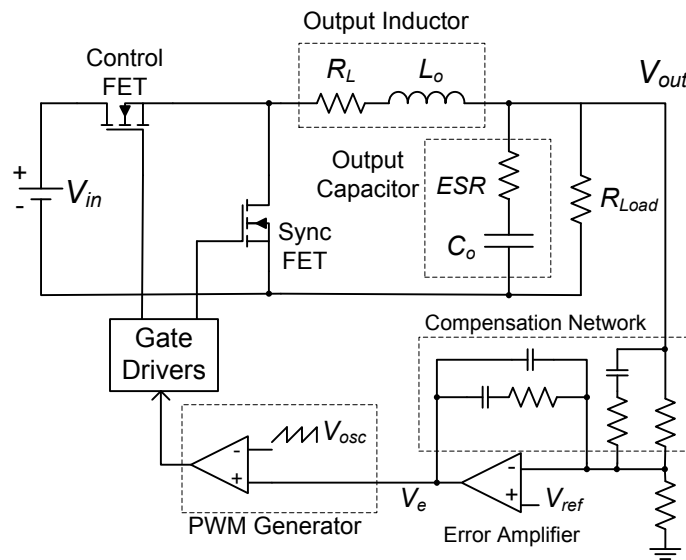 Output Inductor
Control
FET
R_L
L_o
V_out
Output
Capacitor
ESR
R_Load
+
-
V_in
Sync
FET
C_o
Gate
Drivers
Compensation Network
V_osc
-
+
-
+
V_e
V_ref
PWM Generator
Error Amplifier